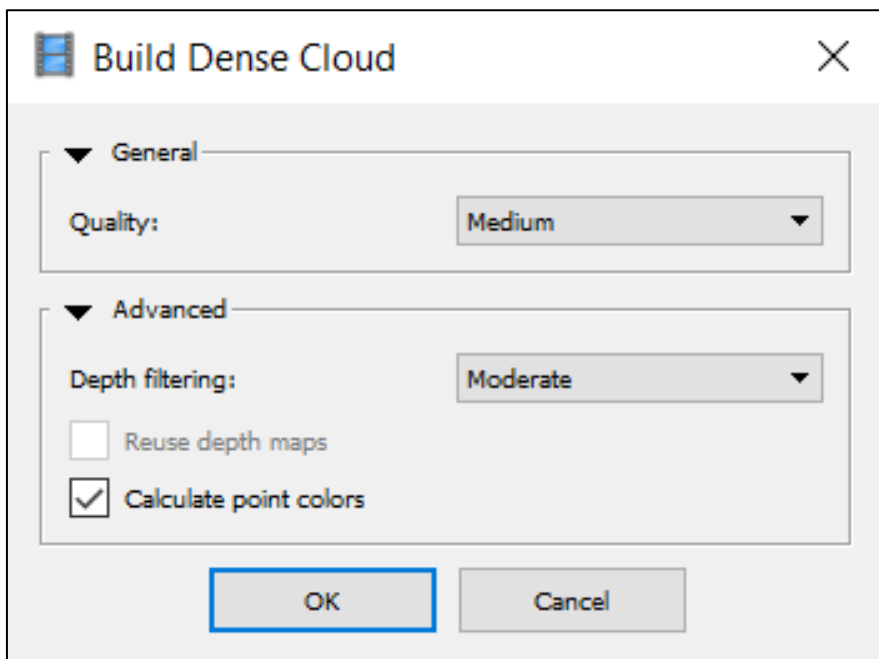 Build Dense Cloud
General
Quality: Medium
Advanced
Depth filtering: Moderate
Reuse depth maps
Calculate point colors
OK Cancel